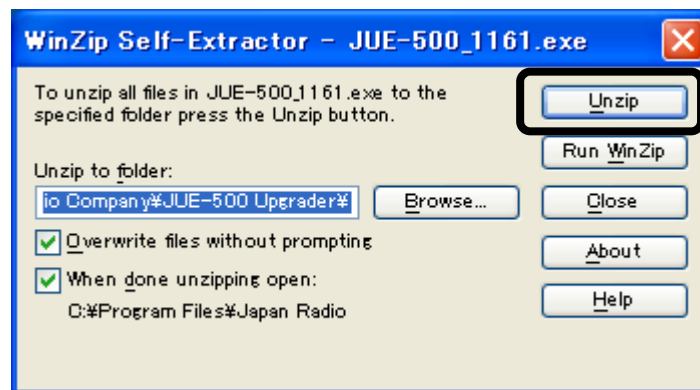 WinZip Self-Extractor - JUE-500_1161.exe
To unzip all files in JUE-500_1161.exe to the
specified folder press the Unzip button.
Unzip
Run WinZip
Unzip to folder:
io Company¥JUE-500 Upgrader¥
Browse...
Close
Overwrite files without prompting
About
When done unzipping open:
C:¥Program Files¥Japan Radio
Help